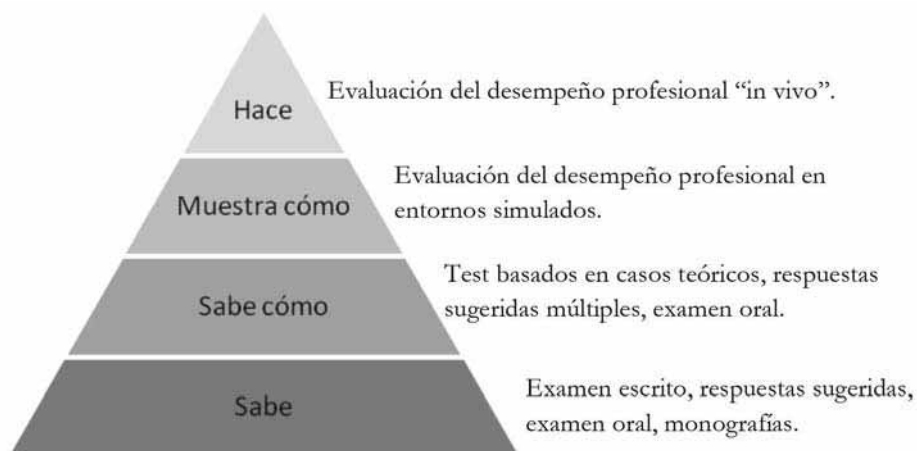 Hace
Evaluación del desempeño profesional “in vivo”.
Muestra cómo
Evaluación del desempeño profesional en
entornos simulados.
Sabe cómo
Test basados en casos teóricos, respuestas
sugeridas múltiples, examen oral.
Sabe
Examen escrito, respuestas sugeridas,
examen oral, monografías.